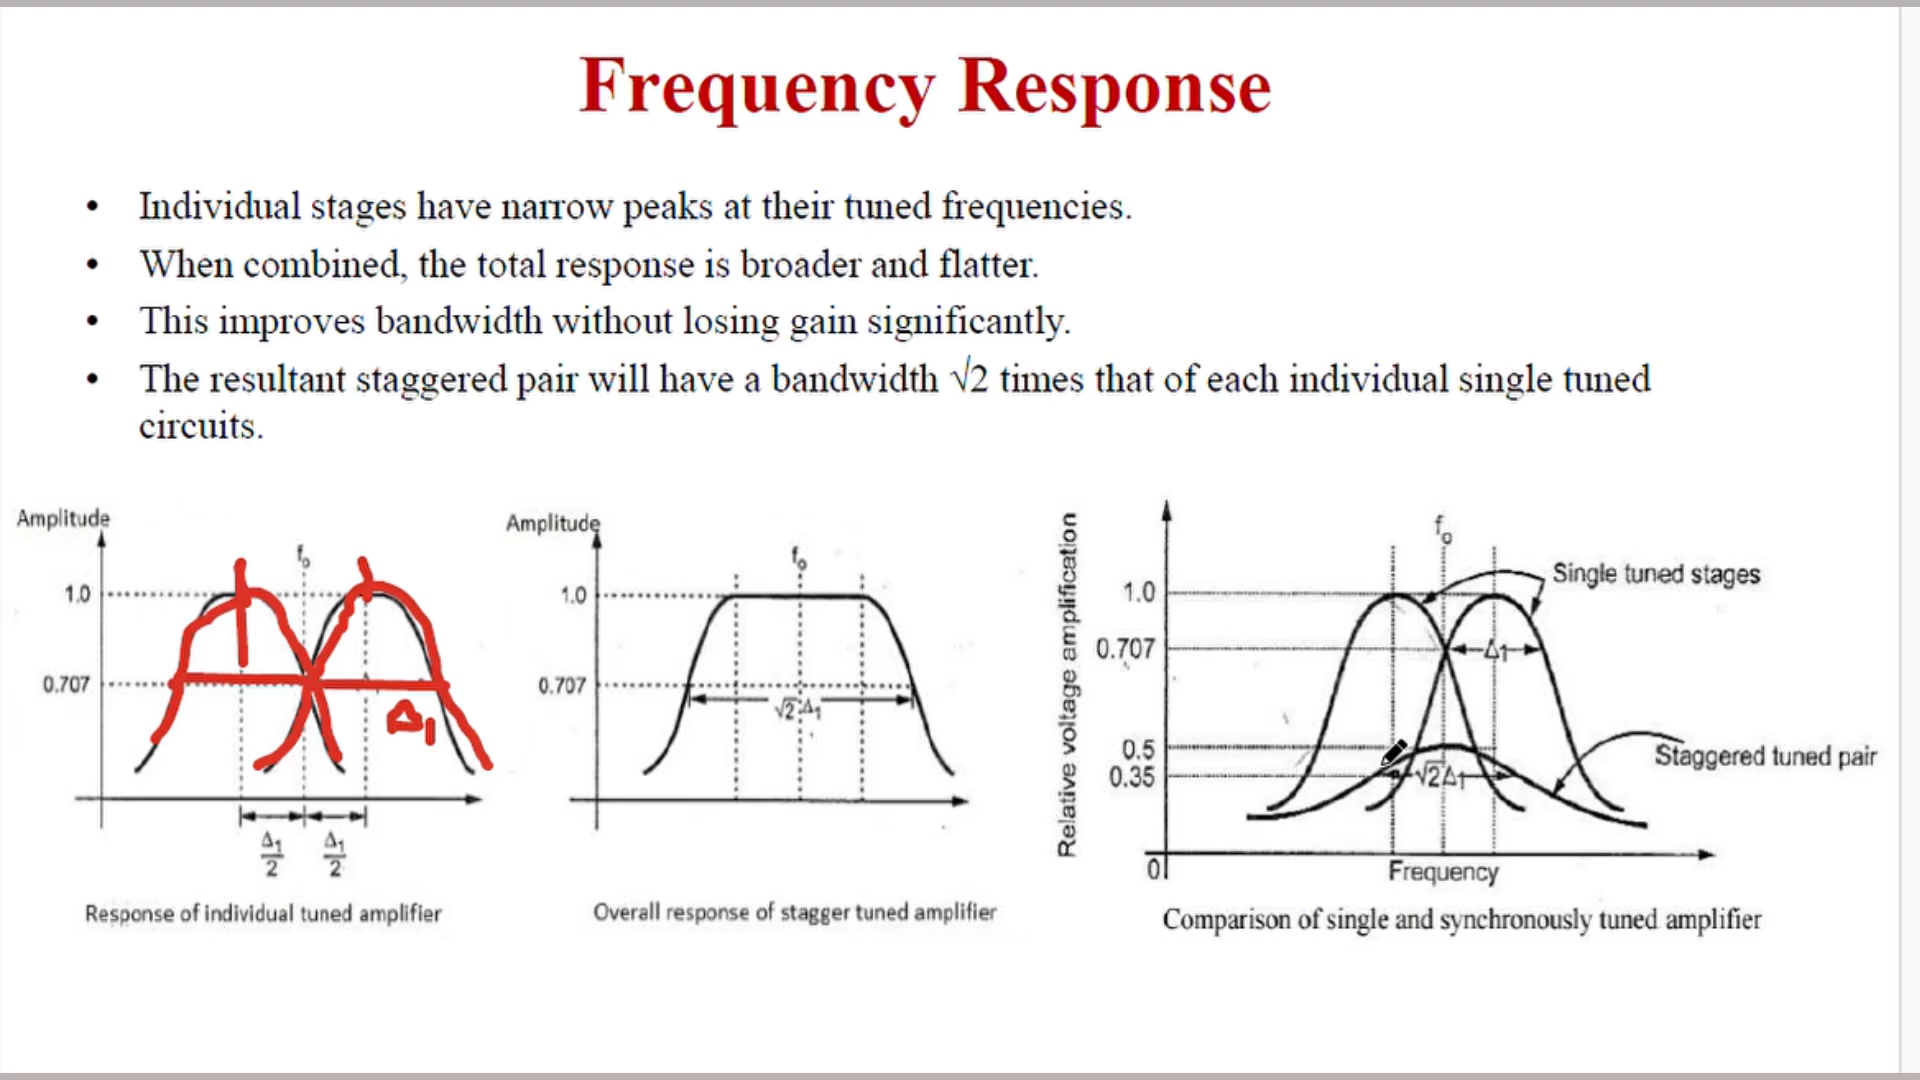 Frequency Response
• Individual stages have narrow peaks at their tuned frequencies.
• When combined, the total response is broader and flatter.
• This improves bandwidth without losing gain significantly.
• The resultant staggered pair will have a bandwidth √2 times that of each individual single tuned
circuits.
Amplitude
f₀
1.0
0.707
Δ₁
Δ₁/2 Δ₁/2
Response of individual tuned amplifier
Amplitude
f₀
1.0
0.707
√2 Δ₁
Overall response of stagger tuned amplifier
Relative voltage amplification
f₀
Single tuned stages
1.0
0.707
Δ₁
0.5
Staggered tuned pair
0.35
√2Δ₁
0
Frequency
Comparison of single and synchronously tuned amplifier